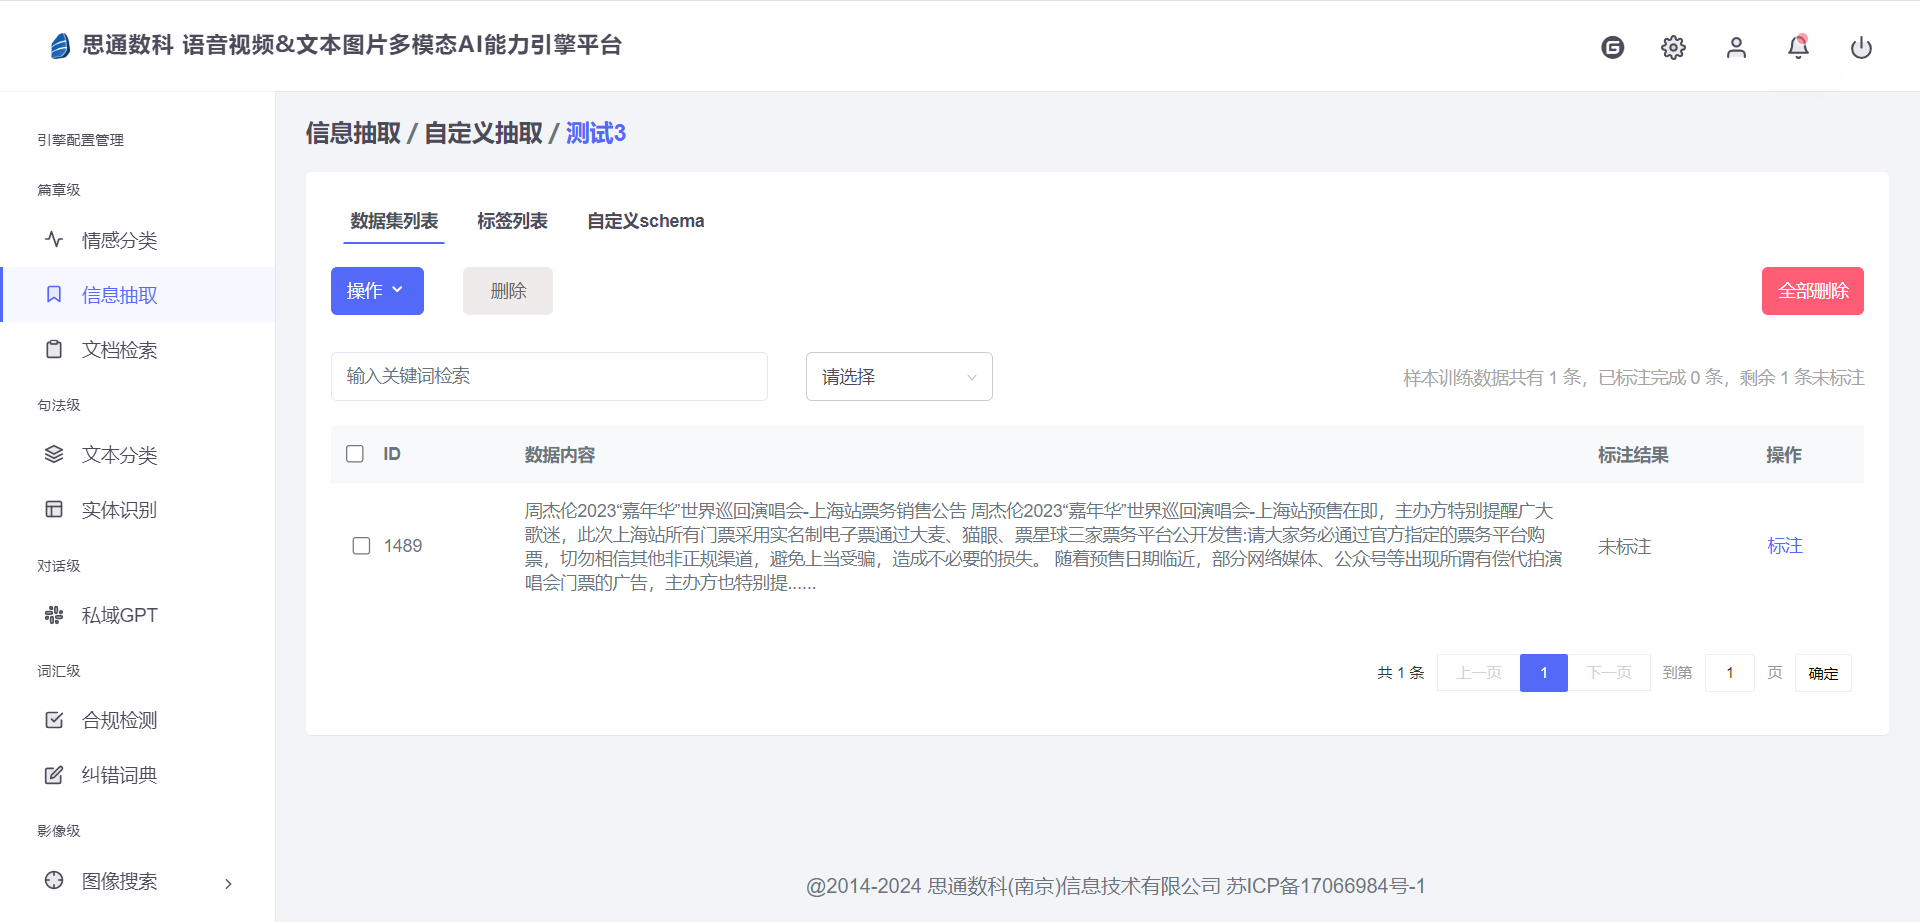 思通数科 语音视频&文本图片多模态AI能力引擎平台
引擎配置管理
篇章级
情感分类
信息抽取
文档检索
句法级
文本分类
实体识别
对话级
私域GPT
词汇级
合规检测
纠错词典
影像级
图像搜索
信息抽取 / 自定义抽取 / 测试3
数据集列表 标签列表 自定义schema
操作 删除 全部删除
输入关键词检索 请选择 样本训练数据共有 1 条，已标注完成 0 条，剩余 1 条未标注
ID 数据内容 标注结果 操作
周杰伦2023“嘉年华”世界巡回演唱会-上海站票务销售公告 周杰伦2023“嘉年华”世界巡回演唱会-上海站预售在即，主办方特别提醒广大
歌迷，此次上海站所有门票采用实名制电子票通过大麦、猫眼、票星球三家票务平台公开发售:请大家务必通过官方指定的票务平台购
票，切勿相信其他非正规渠道，避免上当受骗，造成不必要的损失。 随着预售日期临近，部分网络媒体、公众号等出现所谓有偿代拍演
唱会门票的广告，主办方也特别提......
1489 未标注 标注
共 1 条 上一页 1 下一页 到第 1 页 确定
@2014-2024 思通数科(南京)信息技术有限公司 苏ICP备17066984号-1